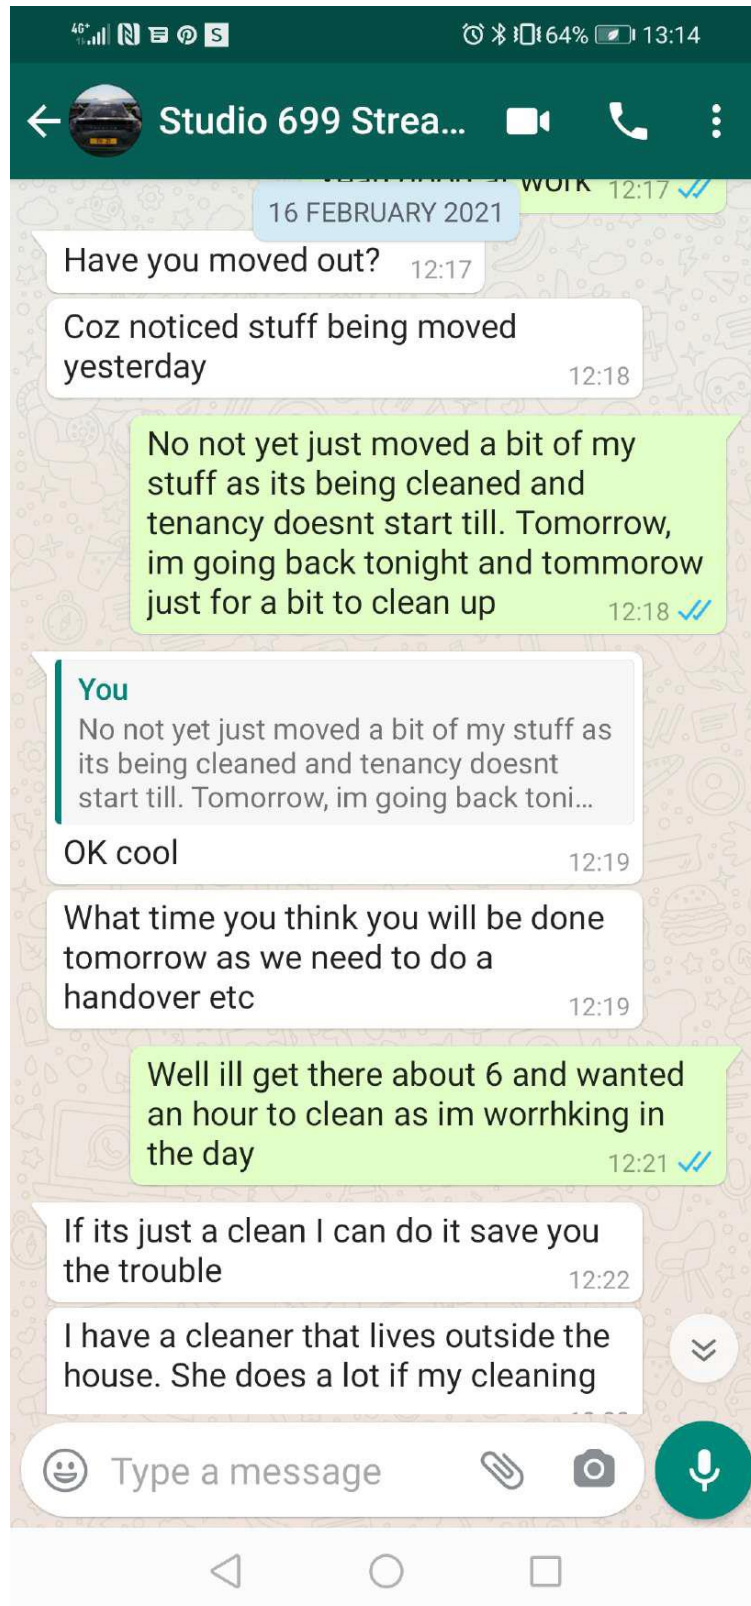 4G+
64% 13:14
Studio 699 Strea...
work 12:17
16 FEBRUARY 2021
Have you moved out? 12:17
Coz noticed stuff being moved
yesterday 12:18
No not yet just moved a bit of my
stuff as its being cleaned and
tenancy doesnt start till. Tomorrow,
im going back tonight and tommorow
just for a bit to clean up 12:18
You
No not yet just moved a bit of my stuff as
its being cleaned and tenancy doesnt
start till. Tomorrow, im going back toni...
OK cool 12:19
What time you think you will be done
tomorrow as we need to do a
handover etc 12:19
Well ill get there about 6 and wanted
an hour to clean as im worrhking in
the day 12:21
If its just a clean I can do it save you
the trouble 12:22
I have a cleaner that lives outside the
house. She does a lot if my cleaning
Type a message